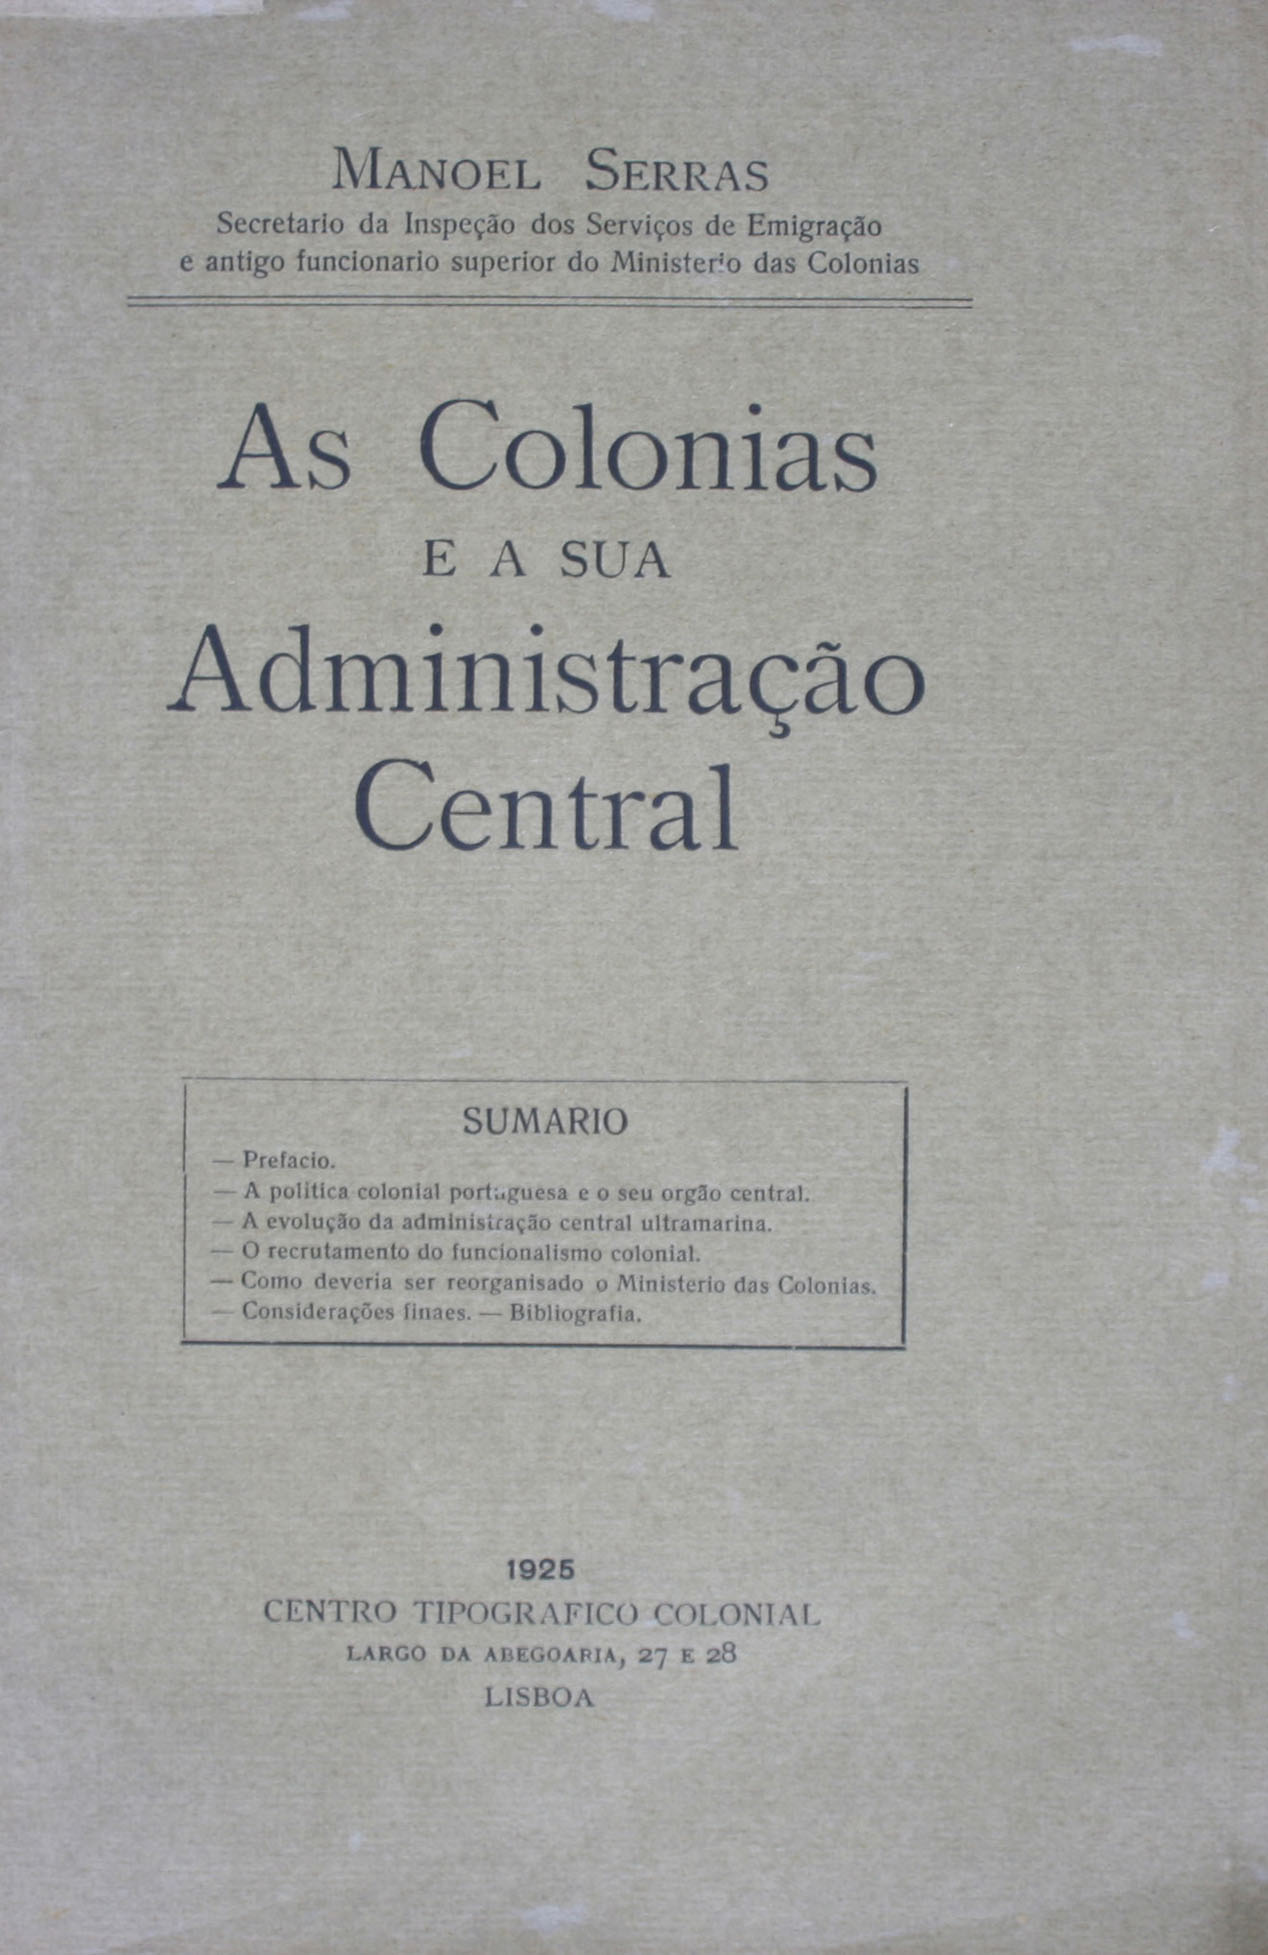 MANOEL SERRAS
Secretario da Inspeção dos Serviços de Emigração
e antigo funcionario superior do Ministerio das Colonias
As Colonias
E A SUA
Administração
Central
SUMARIO
— Prefacio.
— A politica colonial portuguesa e o seu orgão central.
— A evolução da administração central ultramarina.
— O recrutamento do funcionalismo colonial.
— Como deveria ser reorganisado o Ministerio das Colonias.
— Considerações finaes. — Bibliografia.
1925
CENTRO TIPOGRAFICO COLONIAL
LARGO DA ABEGOARIA, 27 E 28
LISBOA